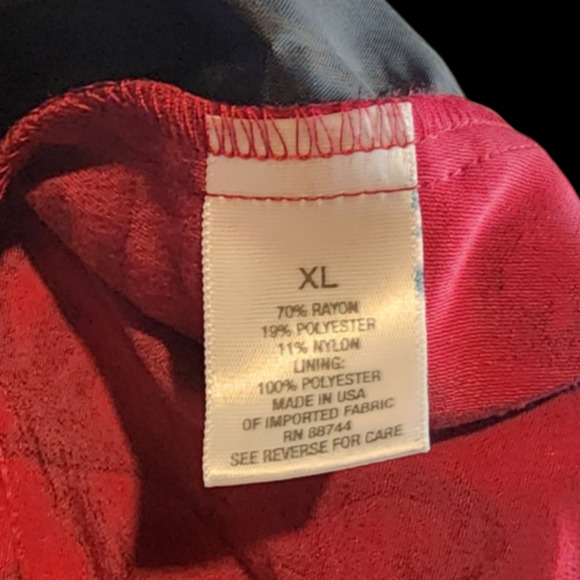 XL
70% RAYON
19% POLYESTER
11% NYLON
LINING:
100% POLYESTER
MADE IN USA
OF IMPORTED FABRIC
RN 88744
SEE REVERSE FOR CARE